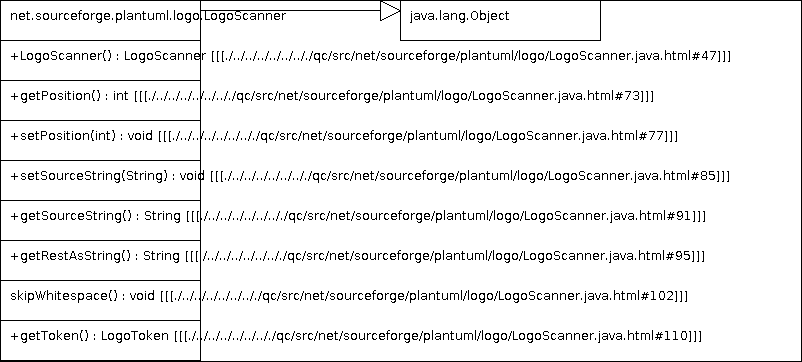 net.sourceforge.plantuml.logo.LogoScanner
java.lang.Object
+LogoScanner() : LogoScanner [[[./../../../../../../../qc/src/net/sourceforge/plantuml/logo/LogoScanner.java.html#47]]]
+getPosition() : int [[[./../../../../../../../qc/src/net/sourceforge/plantuml/logo/LogoScanner.java.html#73]]]
+setPosition(int) : void [[[./../../../../../../../qc/src/net/sourceforge/plantuml/logo/LogoScanner.java.html#77]]]
+setSourceString(String) : void [[[./../../../../../../../qc/src/net/sourceforge/plantuml/logo/LogoScanner.java.html#85]]]
+getSourceString() : String [[[./../../../../../../../qc/src/net/sourceforge/plantuml/logo/LogoScanner.java.html#91]]]
+getRestAsString() : String [[[./../../../../../../../qc/src/net/sourceforge/plantuml/logo/LogoScanner.java.html#95]]]
skipWhitespace() : void [[[./../../../../../../../qc/src/net/sourceforge/plantuml/logo/LogoScanner.java.html#102]]]
+getToken() : LogoToken [[[./../../../../../../../qc/src/net/sourceforge/plantuml/logo/LogoScanner.java.html#110]]]